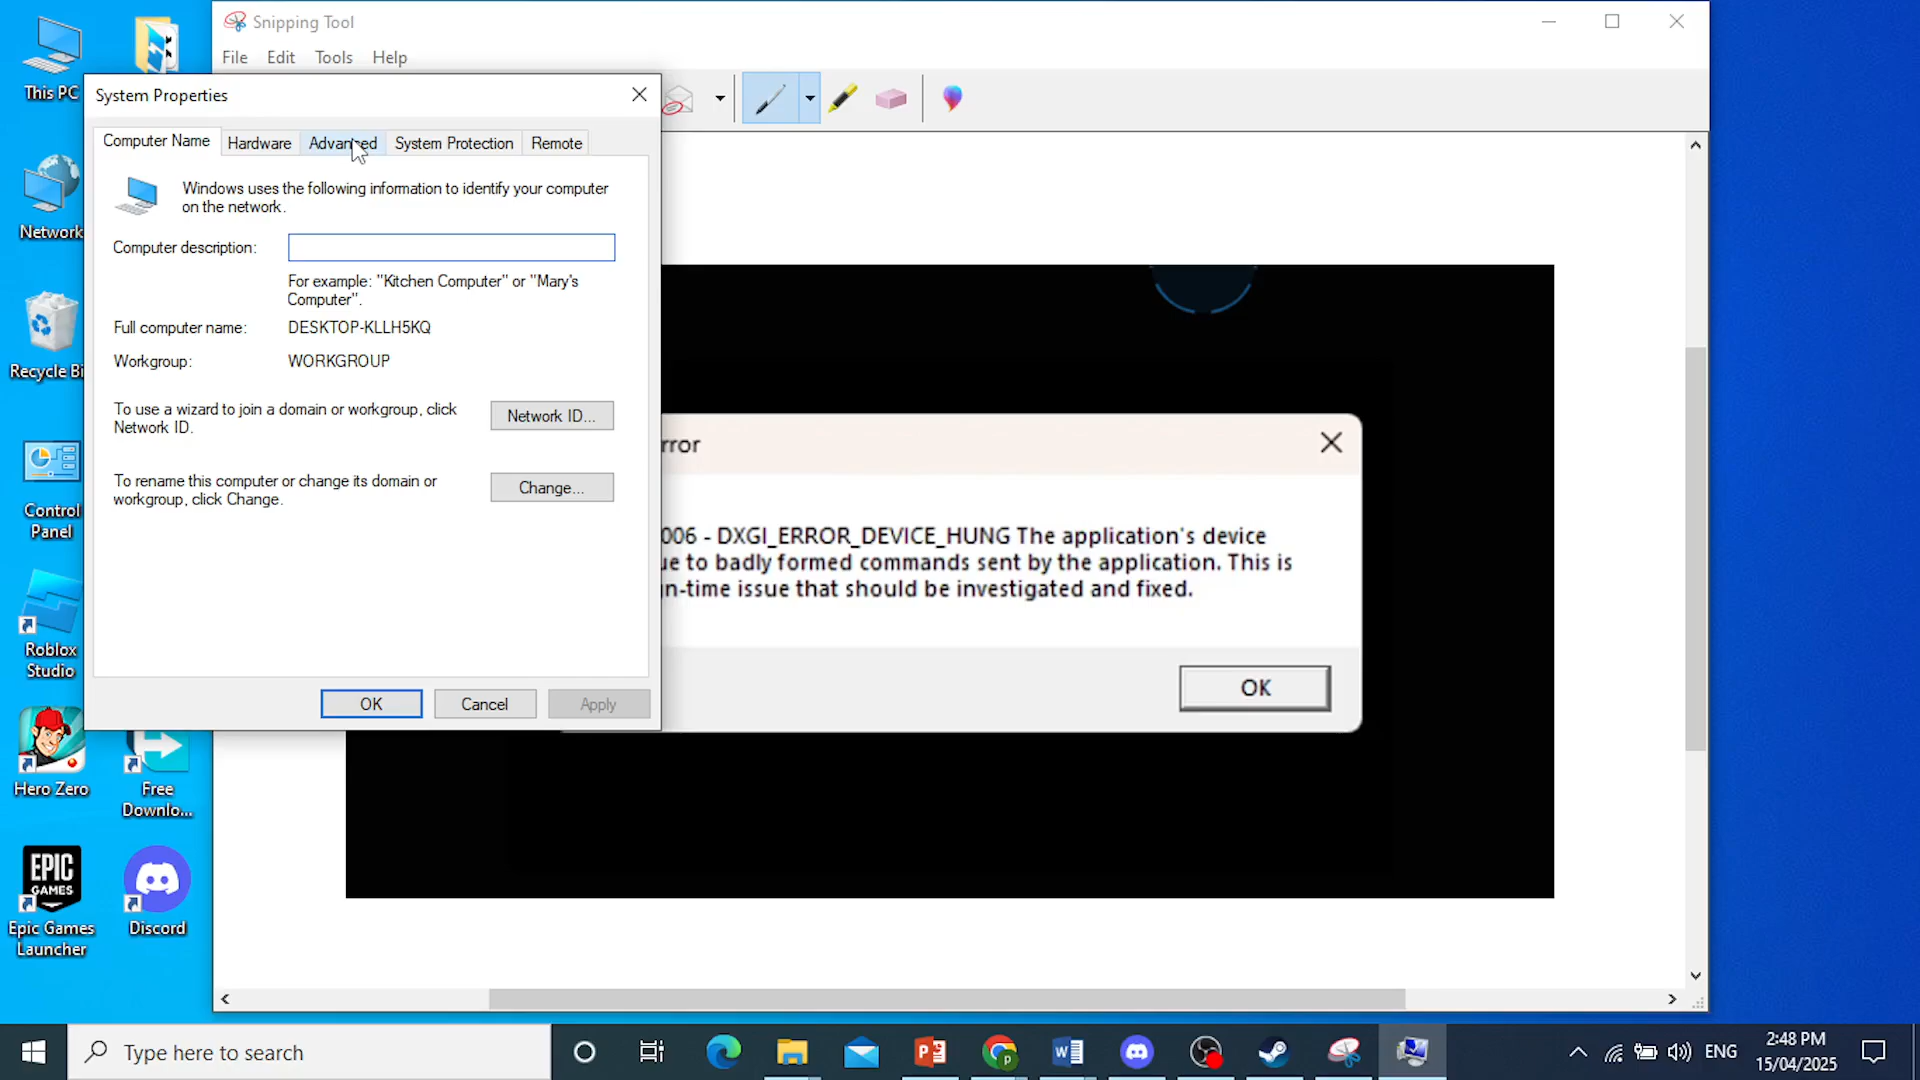 Snipping Tool
File Edit Tools Help
This PC
Network
Recycle Bi
Control
Panel
Roblox
Studio
Hero Zero
Free
Downlo...
Epic Games
Launcher
Discord
EPIC
GAMES
System Properties
Computer Name Hardware Advanced System Protection Remote
Windows uses the following information to identify your computer
on the network.
Computer description:
For example: "Kitchen Computer" or "Mary's
Computer".
Full computer name: DESKTOP-KLLH5KQ
Workgroup: WORKGROUP
To use a wizard to join a domain or workgroup, click
Network ID.
Network ID...
To rename this computer or change its domain or
workgroup, click Change.
Change...
OK Cancel Apply
rror
006 - DXGI_ERROR_DEVICE_HUNG The application's device
ue to badly formed commands sent by the application. This is
n-time issue that should be investigated and fixed.
OK
Type here to search
ENG
2:48 PM
15/04/2025